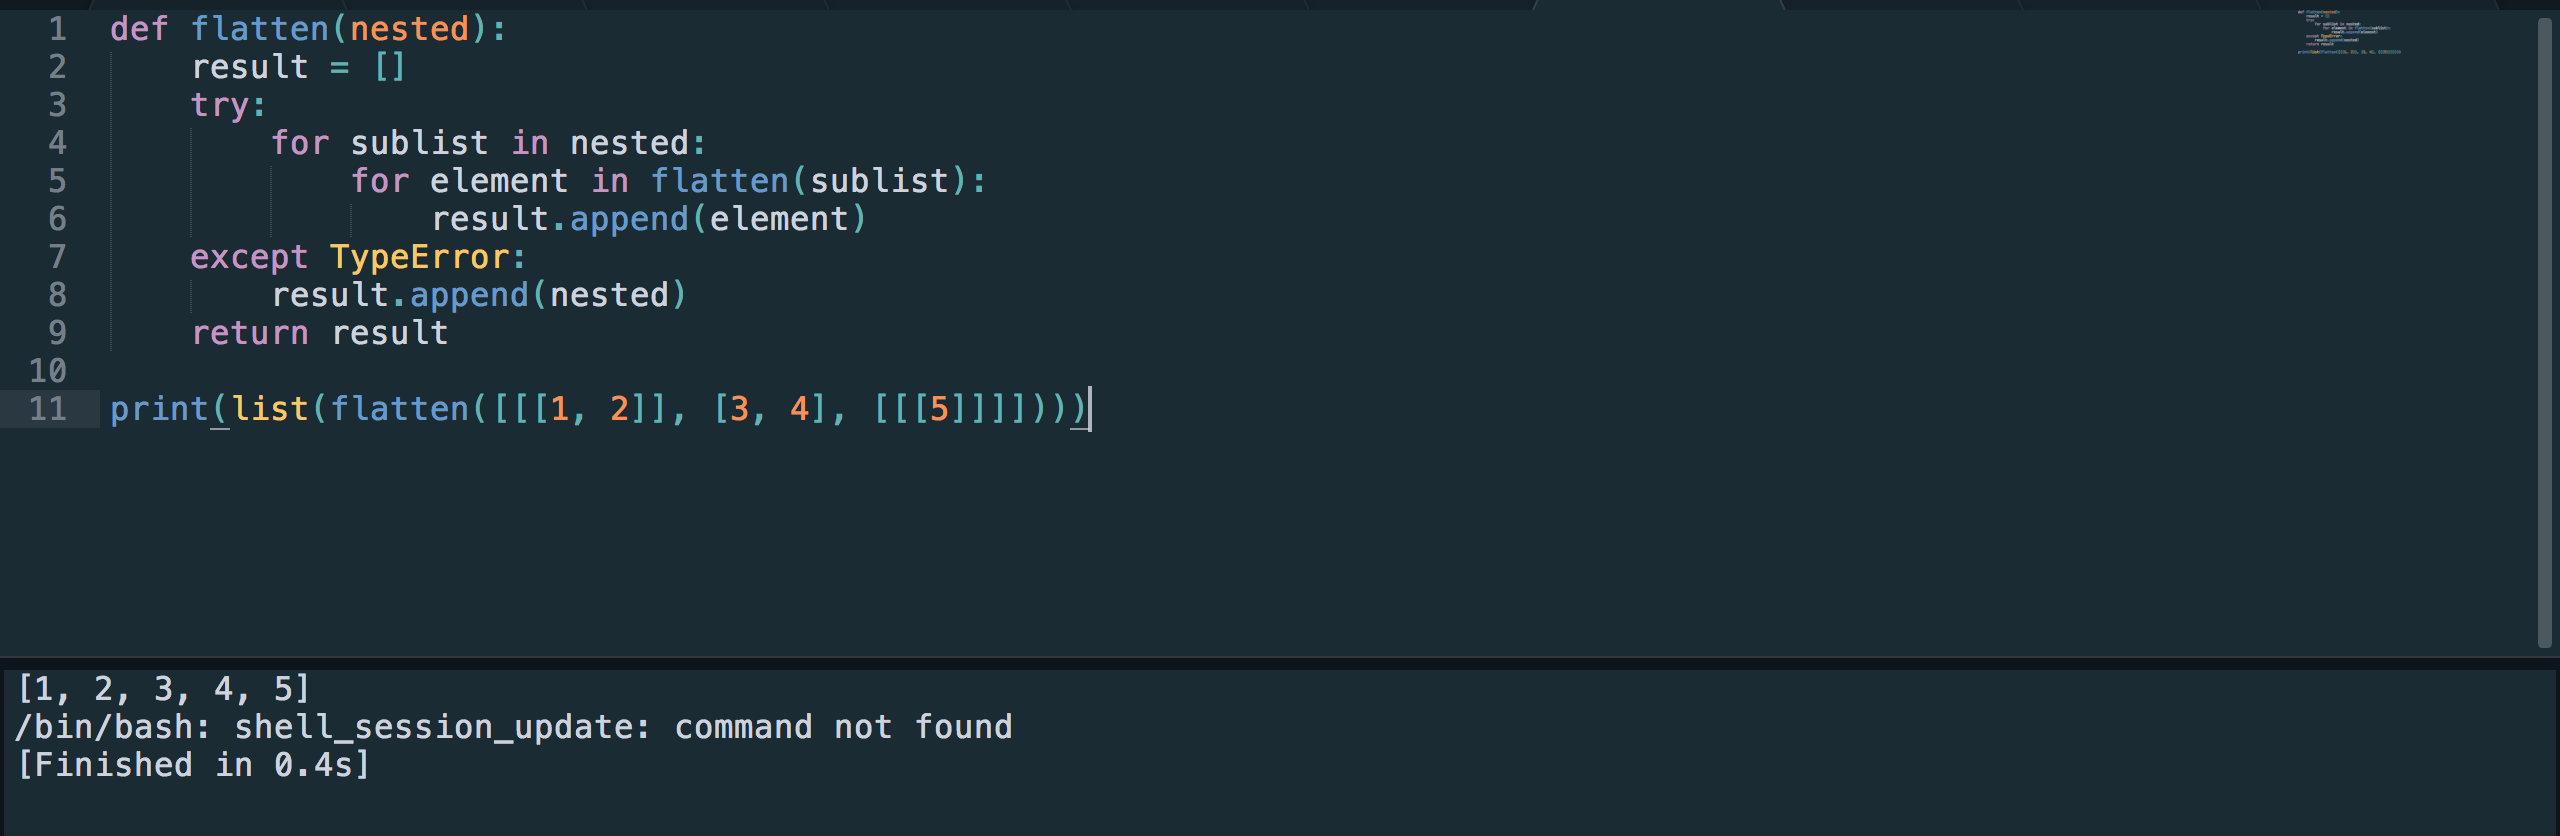 1 def flatten(nested):
2     result = []
3     try:
4         for sublist in nested:
5             for element in flatten(sublist):
6                 result.append(element)
7     except TypeError:
8         result.append(nested)
9     return result
10
11 print(list(flatten([[[1, 2]], [3, 4], [[[5]]]])))
[1, 2, 3, 4, 5]
/bin/bash: shell_session_update: command not found
[Finished in 0.4s]